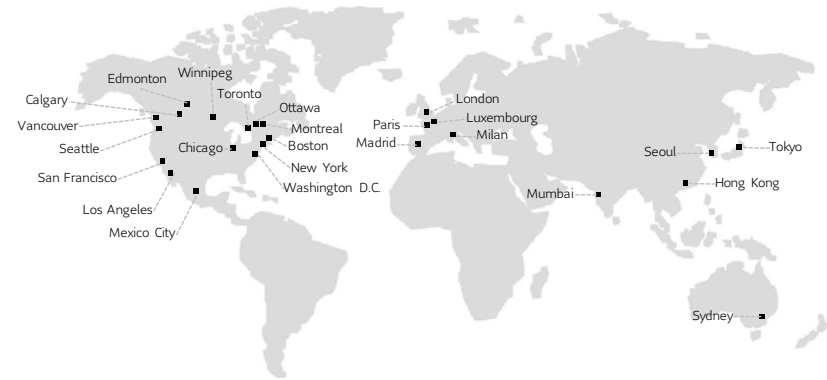 Winnipeg
Edmonton
Toronto
Calgary
Ottawa
London
Vancouver
Montreal
Luxembourg
Paris
Seattle
Chicago
Boston
Madrid
Milan
Seoul
Tokyo
New York
San Francisco
Washington D.C.
Hong Kong
Mumbai
Los Angeles
Mexico City
Sydney